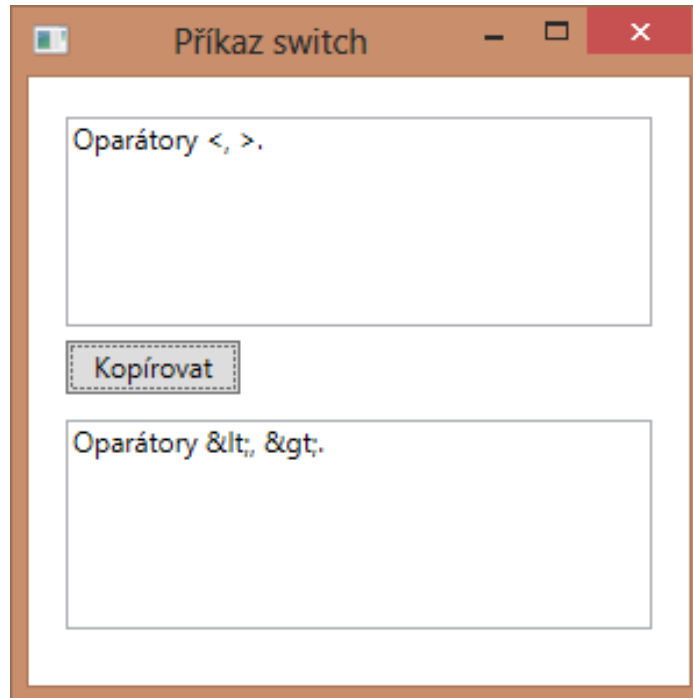 Příkaz switch
Oparátory <, >.
Kopírovat
Oparátory &lt;, &gt;.